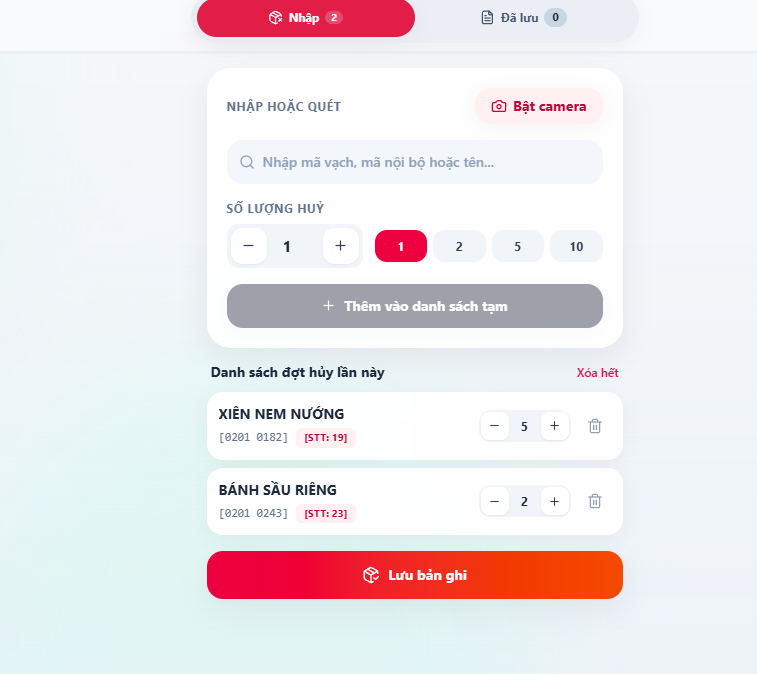 Nhập 2
Đã lưu 0
NHẬP HOẶC QUÉT
Bật camera
Nhập mã vạch, mã nội bộ hoặc tên...
SỐ LƯỢNG HUỶ
− 1 +
1 2 5 10
+ Thêm vào danh sách tạm
Danh sách đợt hủy lần này
Xóa hết
XIÊN NEM NƯỚNG
[0201 0182] [STT: 19]
− 5 +
BÁNH SẦU RIÊNG
[0201 0243] [STT: 23]
− 2 +
Lưu bản ghi